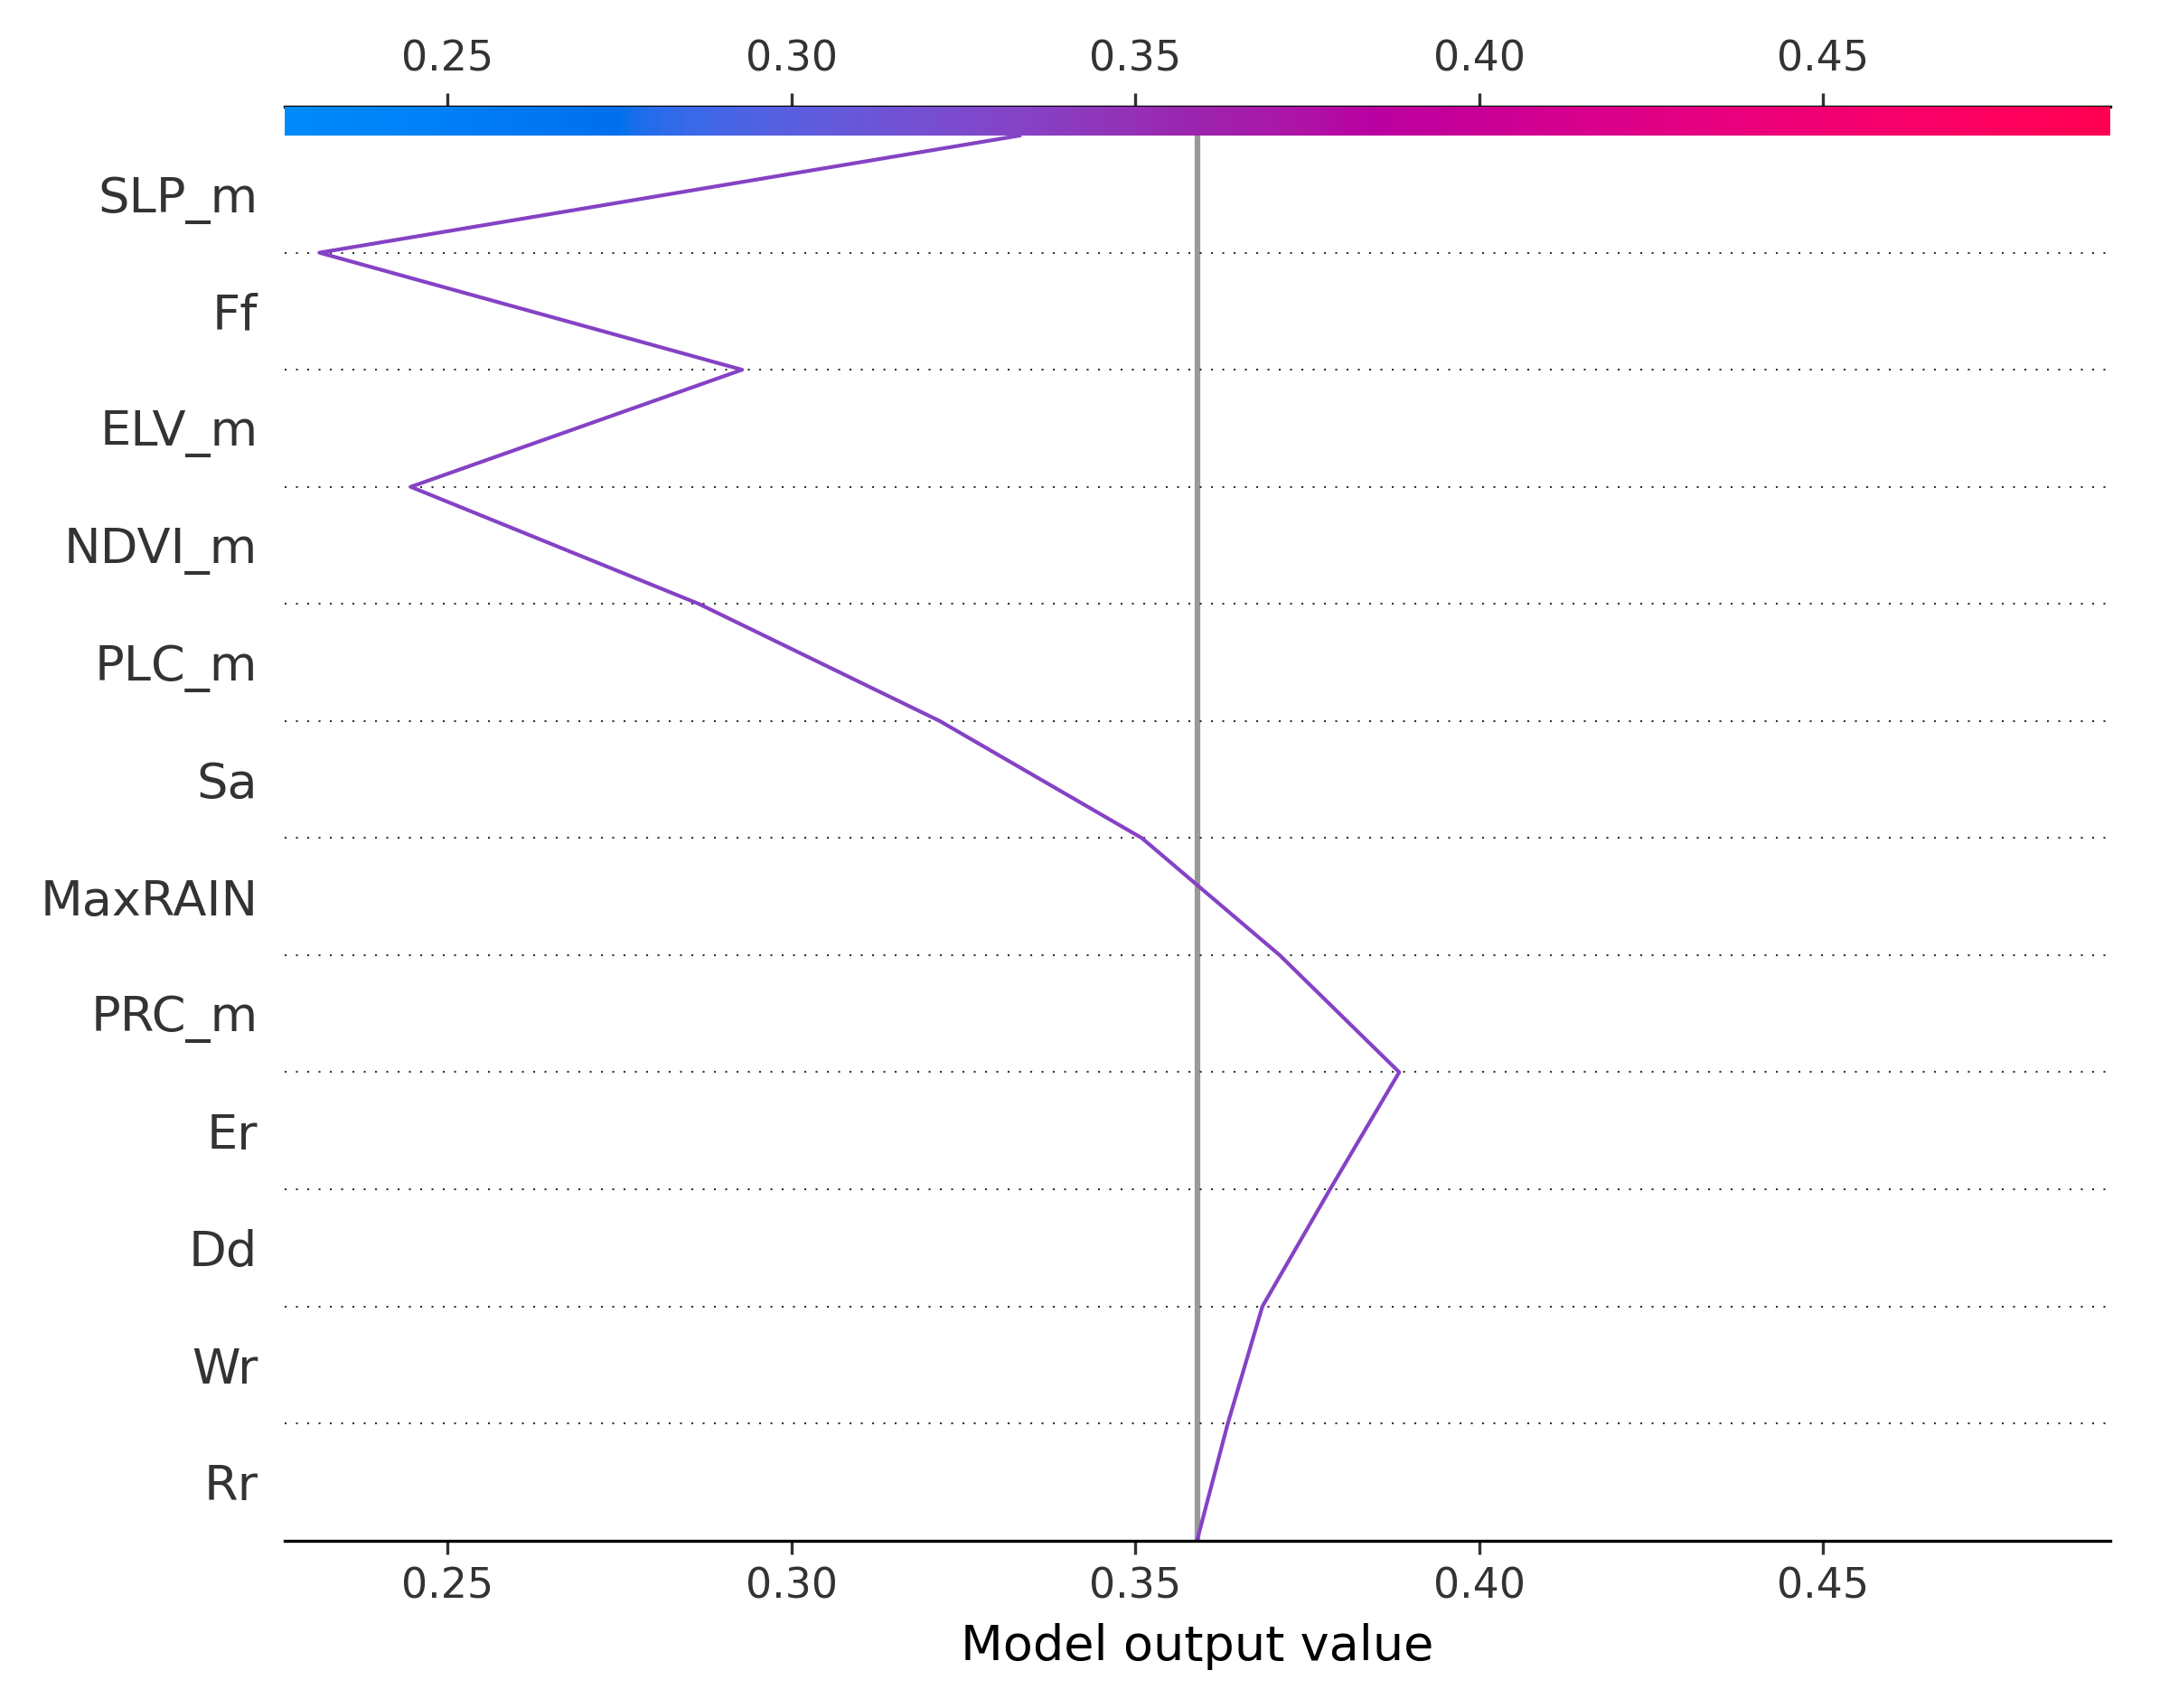 0.25 0.30 0.35 0.40 0.45
SLP_m
Ff
ELV_m
NDVI_m
PLC_m
Sa
MaxRAIN
PRC_m
Er
Dd
Wr
Rr
0.25 0.30 0.35 0.40 0.45
Model output value